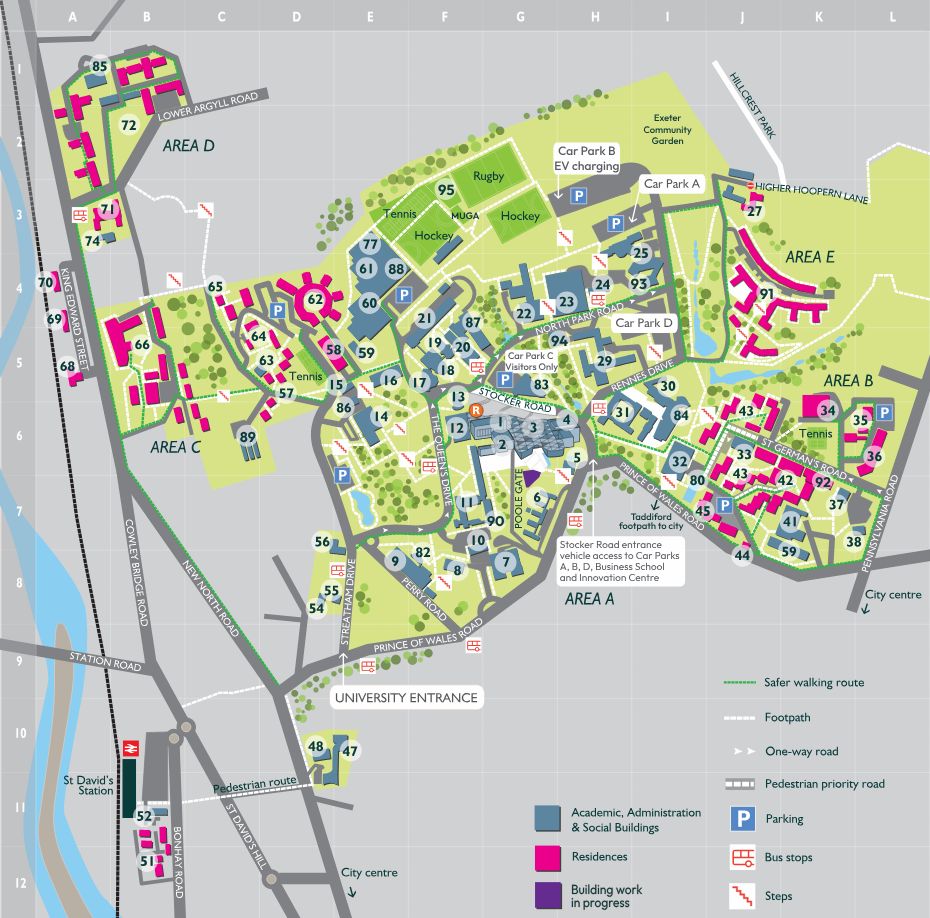 A B C D E F G H I J K L
1
2
3
4
5
6
7
8
9
10
11
12
85
72
LOWER ARGYLL ROAD
AREA D
71
74
70
69
68
KING EDWARD STREET
65
66
64
63
62
58
57
Tennis
AREA C
89
Exeter
Community
Garden
HILLCREST PARK
Car Park B
EV charging
Car Park A
P
P
HIGHER HOOPERN LANE
27
95
Rugby
Tennis
MUGA
Hockey
Hockey
77
61
88
60
P
P
59
25
24
93
23
22
21
87
19
20
18
17
16
15
NORTH PARK ROAD
Car Park D
94
29
Car Park C
Visitors Only
P
83
RENNES DRIVE
30
AREA E
91
AREA B
STOCKER ROAD
13
R
12
1
2
3
4
5
6
86
14
P
THE QUEEN'S DRIVE
POOLE GATE
31
84
32
80
43
34
Tennis
35
P
36
ST GERMAN'S ROAD
33
43
42
92
37
45
P
41
59
38
44
PRINCE OF WALES ROAD
PENNSYLVANIA ROAD
Taddiford
footpath to city
City centre
11
90
10
7
9
82
8
PERRY ROAD
56
55
54
STREATHAM DRIVE
Stocker Road entrance
vehicle access to Car Parks
A, B, D, Business School
and Innovation Centre
AREA A
PRINCE OF WALES ROAD
UNIVERSITY ENTRANCE
COWLEY BRIDGE ROAD
NEW NORTH ROAD
STATION ROAD
48
47
St David's
Station
Pedestrian route
52
51
BONHAY ROAD
ST DAVID'S HILL
City centre
Safer walking route
Footpath
One-way road
Pedestrian priority road
Academic, Administration
& Social Buildings
P
Parking
Residences
Bus stops
Building work
in progress
Steps